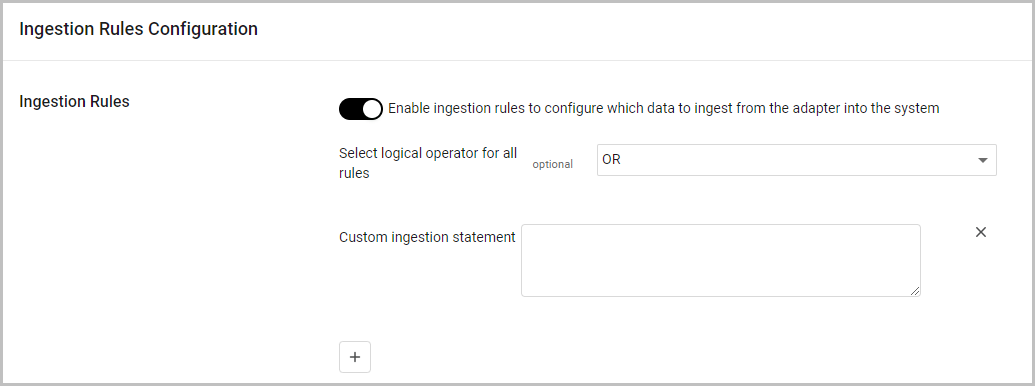 Ingestion Rules Configuration
Ingestion Rules
Enable ingestion rules to configure which data to ingest from the adapter into the system
Select logical operator for all
rules
optional
OR
Custom ingestion statement